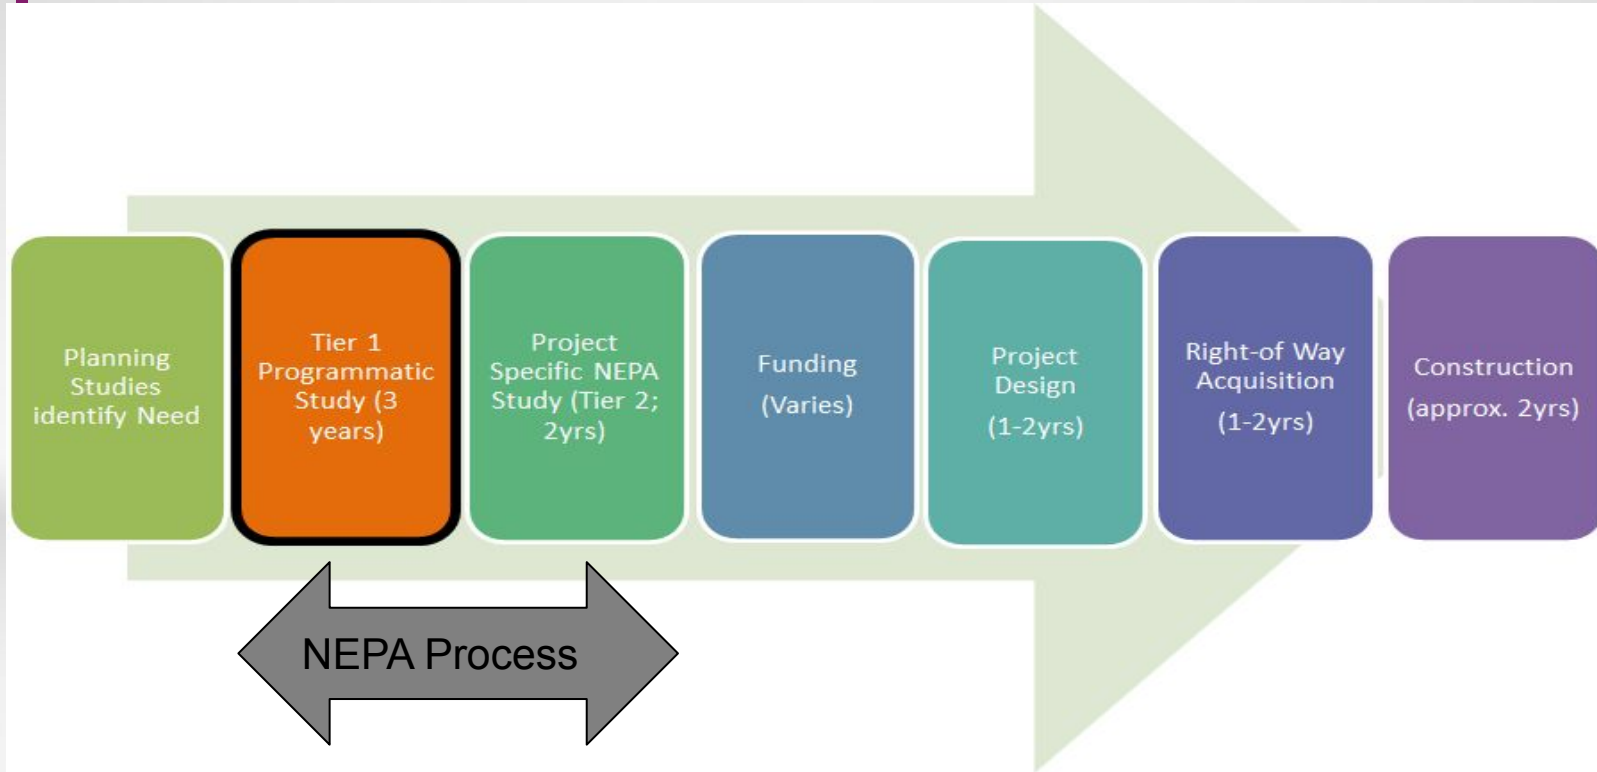 Planning
Studies
identify Need
Tier 1
Programmatic
Study (3
years)
Project
Specific NEPA
Study (Tier 2;
2yrs)
Funding
(Varies)
Project
Design
(1-2yrs)
Right-of Way
Acquisition
(1-2yrs)
Construction
(approx. 2yrs)
NEPA Process